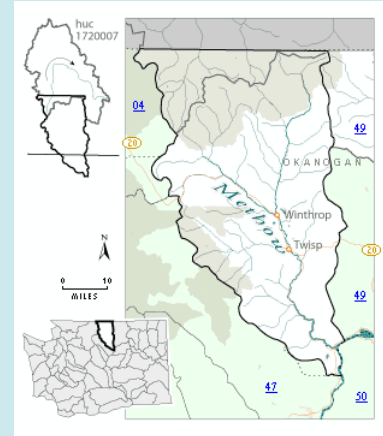 huc
1720007
04
49
20
OKANOGAN
Methow
Winthrop
Twisp
20
N
0 10
MILES
49
47
50